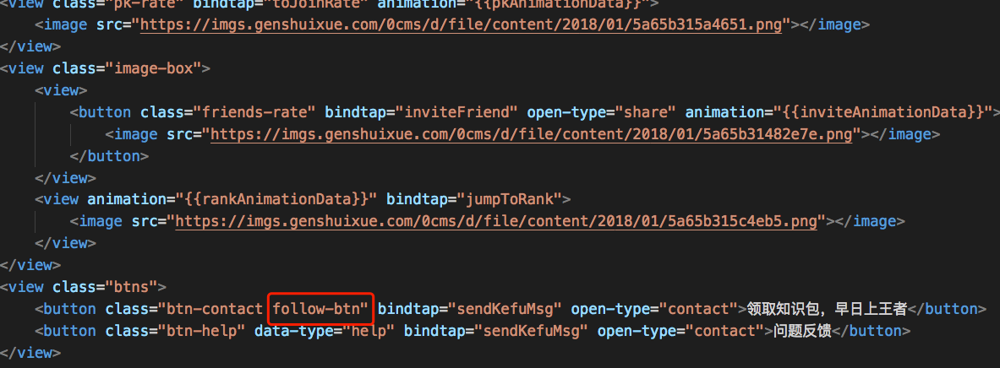 <view class="pk-rate" bindtap="toJoinRate" animation="{{pkAnimationData}}">
<image src="https://imgs.genshuixue.com/0cms/d/file/content/2018/01/5a65b315a4651.png"></image>
</view>
<view class="image-box">
<view>
<button class="friends-rate" bindtap="inviteFriend" open-type="share" animation="{{inviteAnimationData}}">
<image src="https://imgs.genshuixue.com/0cms/d/file/content/2018/01/5a65b31482e7e.png"></image>
</button>
</view>
<view animation="{{rankAnimationData}}" bindtap="jumpToRank">
<image src="https://imgs.genshuixue.com/0cms/d/file/content/2018/01/5a65b315c4eb5.png"></image>
</view>
</view>
<view class="btns">
<button class="btn-contact follow-btn" bindtap="sendKefuMsg" open-type="contact">领取知识包，早日上王者</button>
<button class="btn-help" data-type="help" bindtap="sendKefuMsg" open-type="contact">问题反馈</button>
</view>